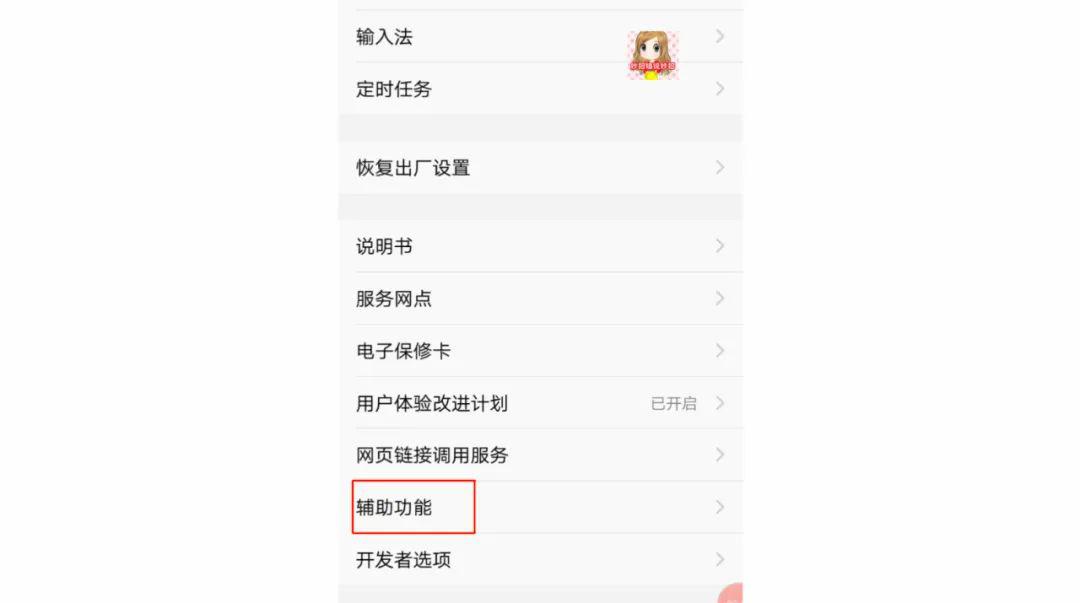 输入法
定时任务
恢复出厂设置
说明书
服务网点
电子保修卡
用户体验改进计划 已开启
网页链接调用服务
辅助功能
开发者选项